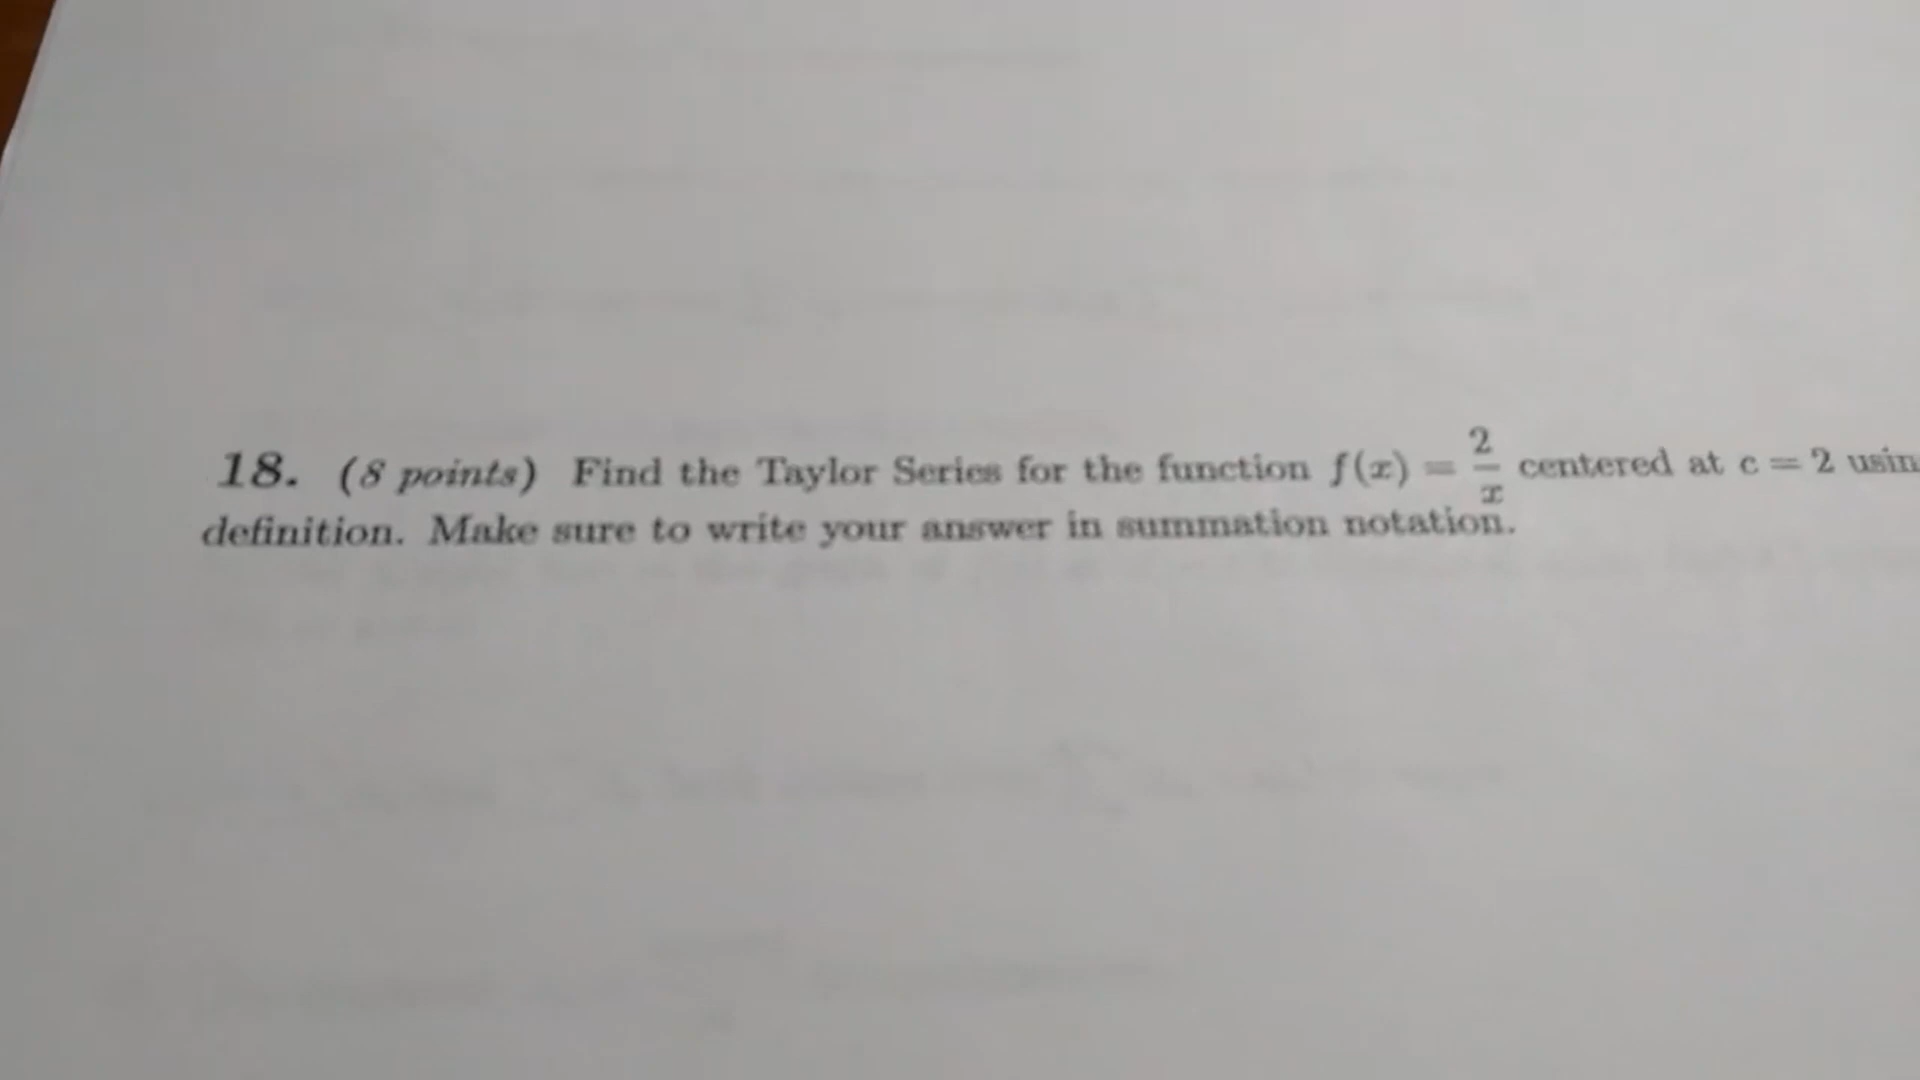 18. (8 points) Find the Taylor Series for the function f(x) = 2/x centered at c = 2 usin
definition. Make sure to write your answer in summation notation.